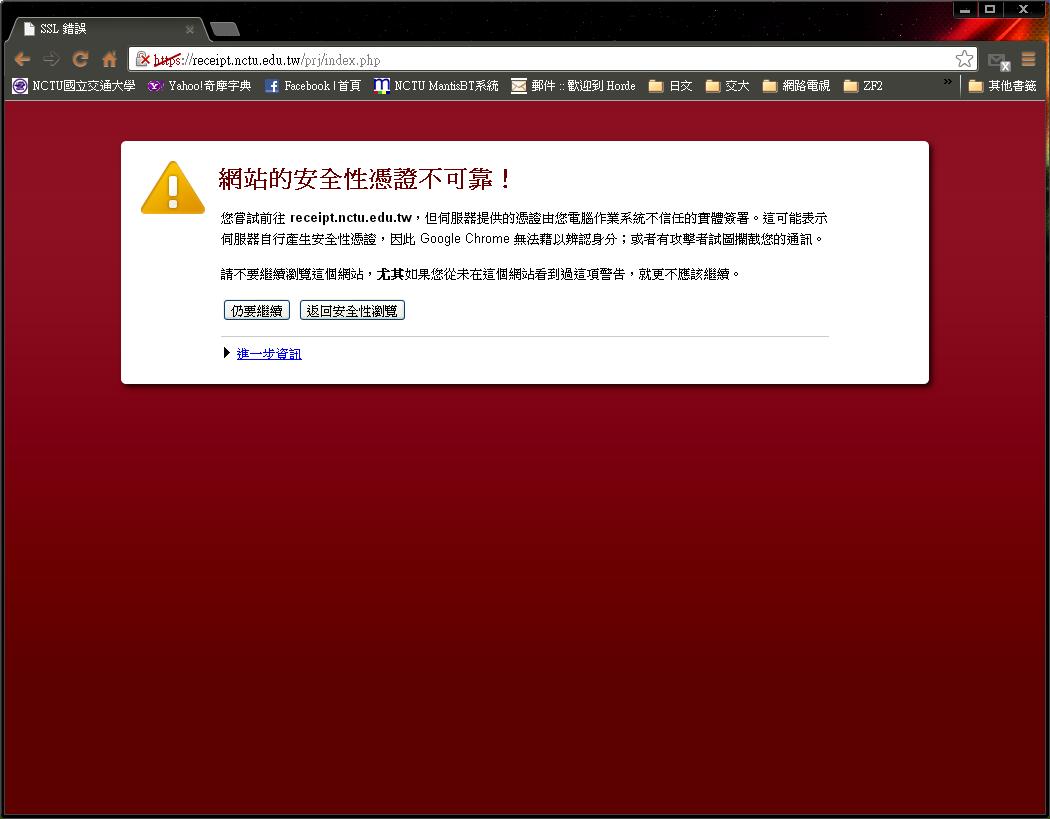 SSL 錯誤
https://receipt.nctu.edu.tw/prj/index.php
NCTU國立交通大學 Yahoo!奇摩字典 Facebook | 首頁 NCTU MantisBT系統 郵件 :: 歡迎到 Horde 日文 交大 網路電視 ZF2 » 其他書籤
網站的安全性憑證不可靠！
您嘗試前往 receipt.nctu.edu.tw，但伺服器提供的憑證由您電腦作業系統不信任的實體簽署。這可能表示
伺服器自行產生安全性憑證，因此 Google Chrome 無法藉以辨認身分；或者有攻擊者試圖攔截您的通訊。
請不要繼續瀏覽這個網站，尤其如果您從未在這個網站看到過這項警告，就更不應該繼續。
仍要繼續 返回安全性瀏覽
進一步資訊